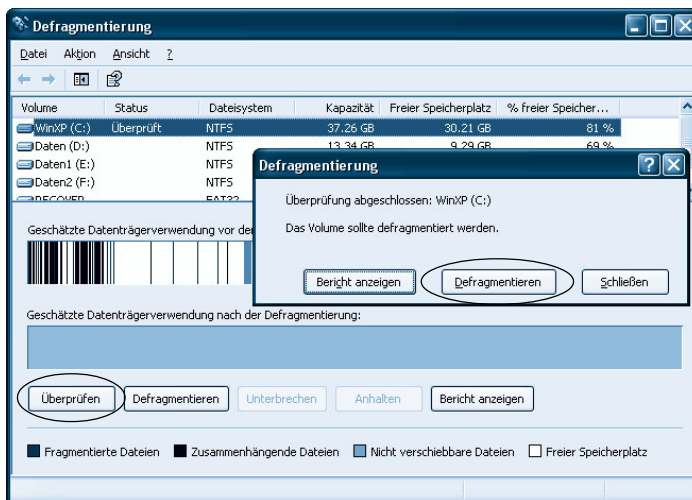 Defragmentierung
Datei Aktion Ansicht ?
Volume Status Dateisystem Kapazität Freier Speicherplatz % freier Speicher...
WinXP (C:) Überprüft NTFS 37.26 GB 30.21 GB 81 %
Daten (D:) NTFS 13.34 GB 9.29 GB 69 %
Daten1 (E:) NTFS
Daten2 (F:) NTFS
RECOVER FAT32
Defragmentierung
Überprüfung abgeschlossen: WinXP (C:)
Das Volume sollte defragmentiert werden.
Bericht anzeigen Defragmentieren Schließen
Geschätzte Datenträgerverwendung vor der
Geschätzte Datenträgerverwendung nach der Defragmentierung:
Überprüfen Defragmentieren Unterbrechen Anhalten Bericht anzeigen
Fragmentierte Dateien Zusammenhängende Dateien Nicht verschiebbare Dateien Freier Speicherplatz